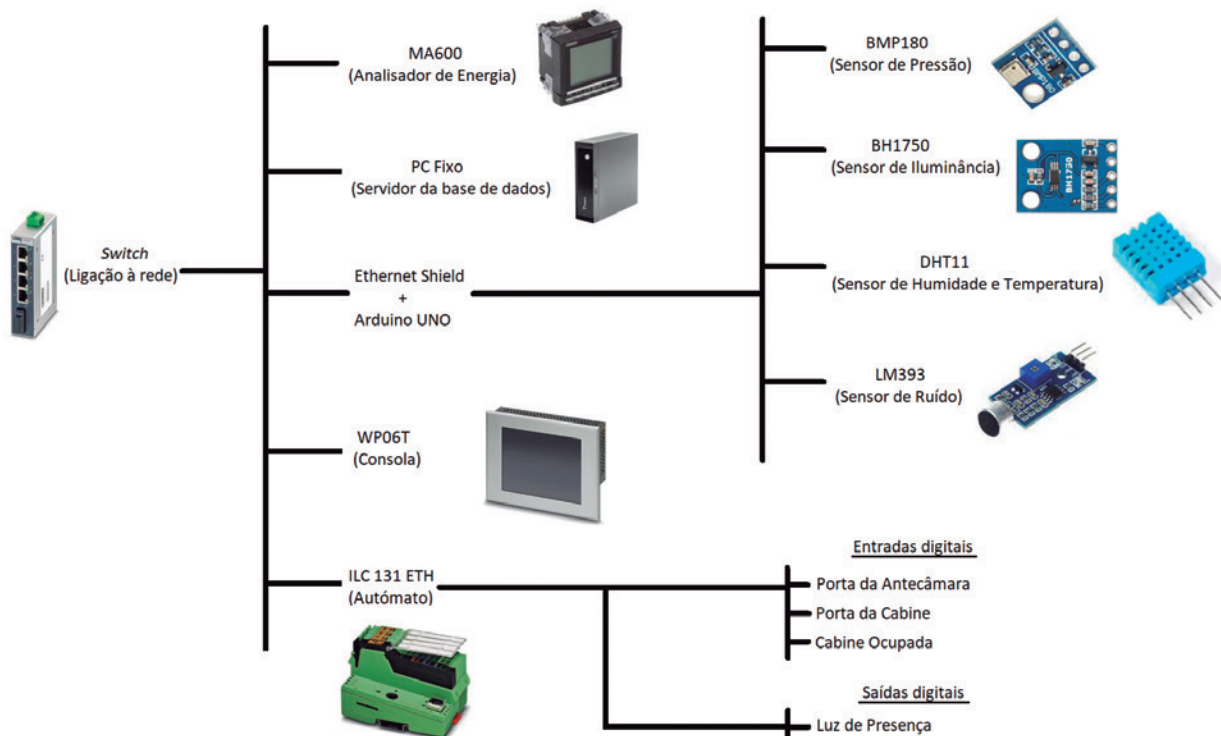 MA600
(Analisador de Energia)
PC Fixo
(Servidor da base de dados)
Switch
(Ligação à rede)
Ethernet Shield
+
Arduino UNO
WP06T
(Consola)
ILC 131 ETH
(Autómato)
BMP180
(Sensor de Pressão)
BMP180
BH1750
(Sensor de Iluminância)
BH1750
DHT11
(Sensor de Humidade e Temperatura)
LM393
(Sensor de Ruído)
Entradas digitais
Porta da Antecâmara
Porta da Cabine
Cabine Ocupada
Saídas digitais
Luz de Presença